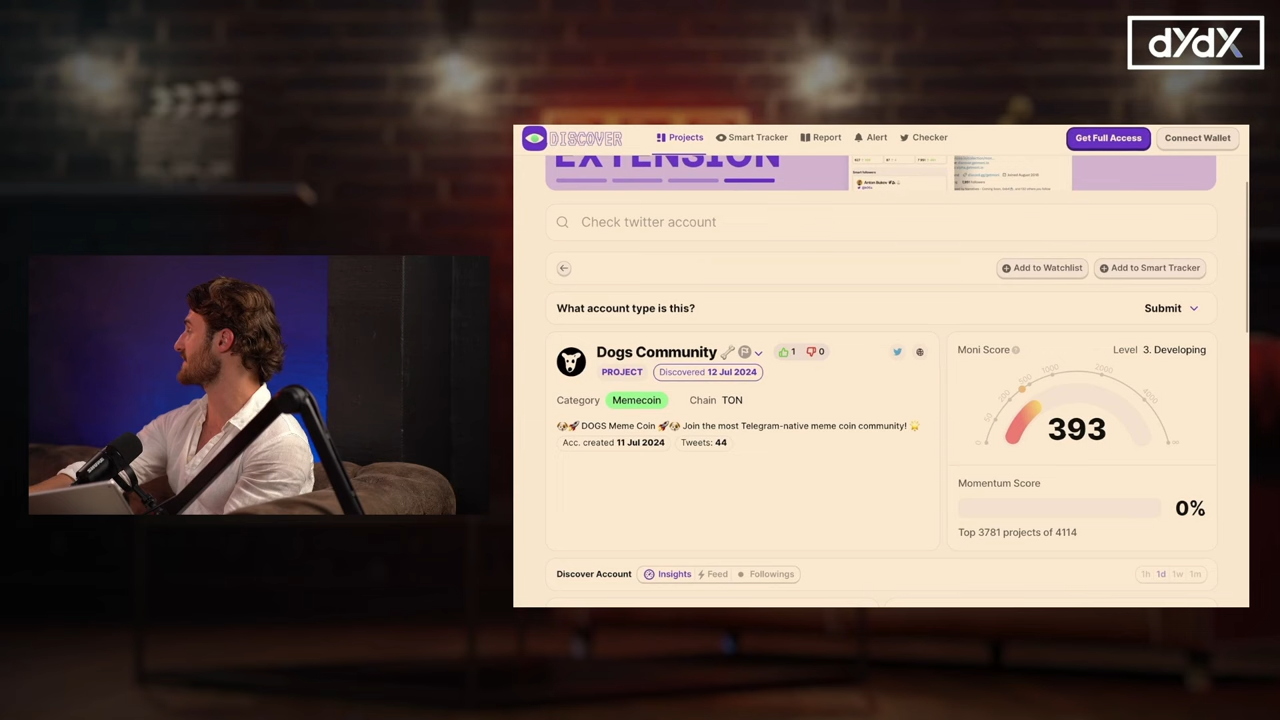 dYdX
DISCOVER
Projects
Smart Tracker
Report
Alert
Checker
Get Full Access
Connect Wallet
EXTENSION
Check twitter account
Add to Watchlist
Add to Smart Tracker
What account type is this?
Submit
Dogs Community
1
0
PROJECT
Discovered 12 Jul 2024
Category Memecoin Chain TON
🐶🚀 DOGS Meme Coin 🚀🐶 Join the most Telegram-native meme coin community! 🌟
Acc. created 11 Jul 2024
Tweets: 44
Moni Score
Level 3. Developing
1000
2000
4000
393
Momentum Score
0%
Top 3781 projects of 4114
Discover Account
Insights
Feed
Followings
1h 1d 1w 1m